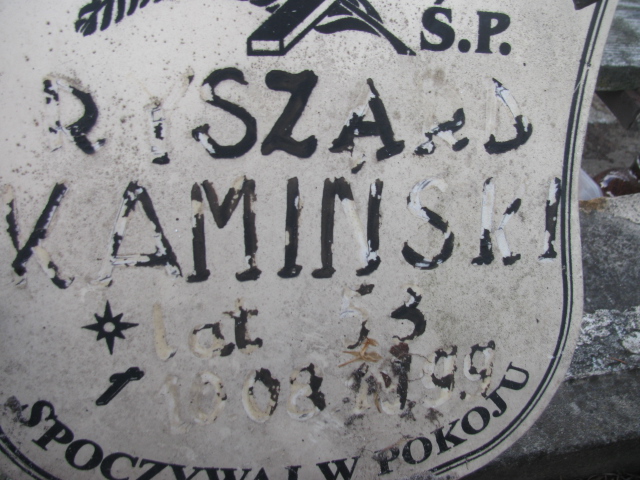 Ś.P.
RYSZARD
KAMIŃSKI
lat 53
SPOCZYWAJ W POKOJU